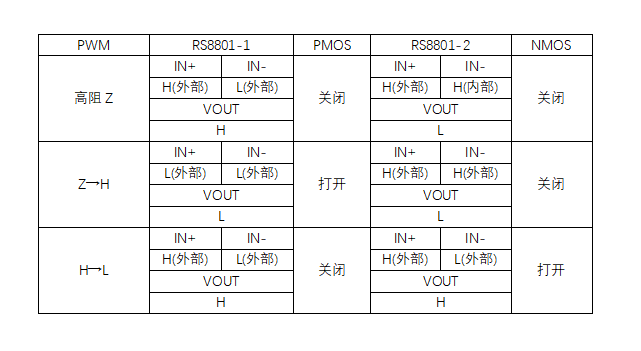 PWM RS8801-1 PMOS RS8801-2 NMOS
IN+ IN- IN+ IN-
高阻 Z H(外部) L(外部) 关闭 H(外部) H(内部) 关闭
VOUT VOUT
H L
IN+ IN- IN+ IN-
Z→H L(外部) L(外部) 打开 H(外部) H(外部) 关闭
VOUT VOUT
L L
IN+ IN- IN+ IN-
H→L H(外部) L(外部) 关闭 H(外部) L(外部) 打开
VOUT VOUT
H H